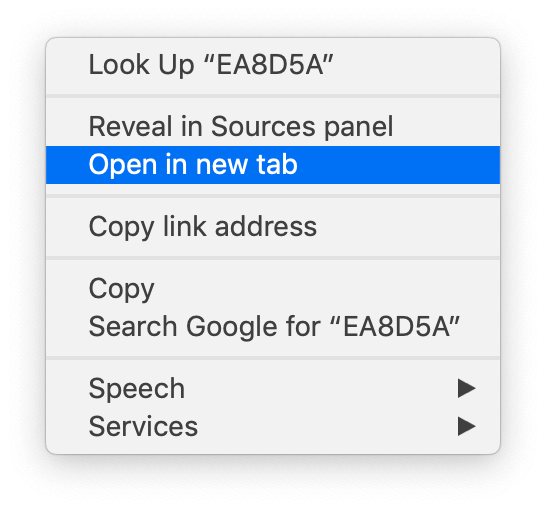 Look Up “EA8D5A”
Reveal in Sources panel
Open in new tab
Copy link address
Copy
Search Google for “EA8D5A”
Speech
Services